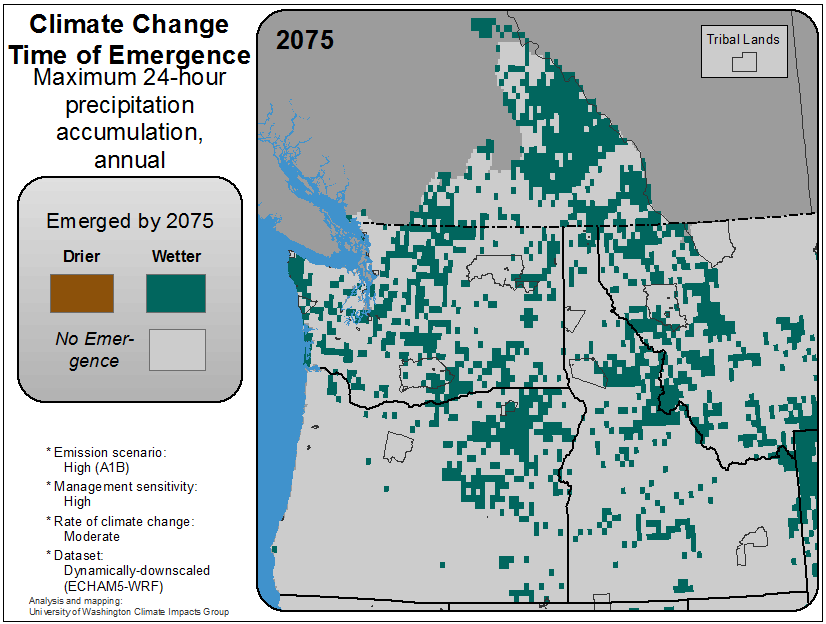 Climate Change
Time of Emergence
Maximum 24-hour
precipitation
accumulation,
annual
Emerged by 2075
Drier
Wetter
No Emer-
gence
* Emission scenario:
High (A1B)
* Management sensitivity:
High
* Rate of climate change:
Moderate
* Dataset:
Dynamically-downscaled
(ECHAM5-WRF)
Analysis and mapping:
University of Washington Climate Impacts Group
2075
Tribal Lands